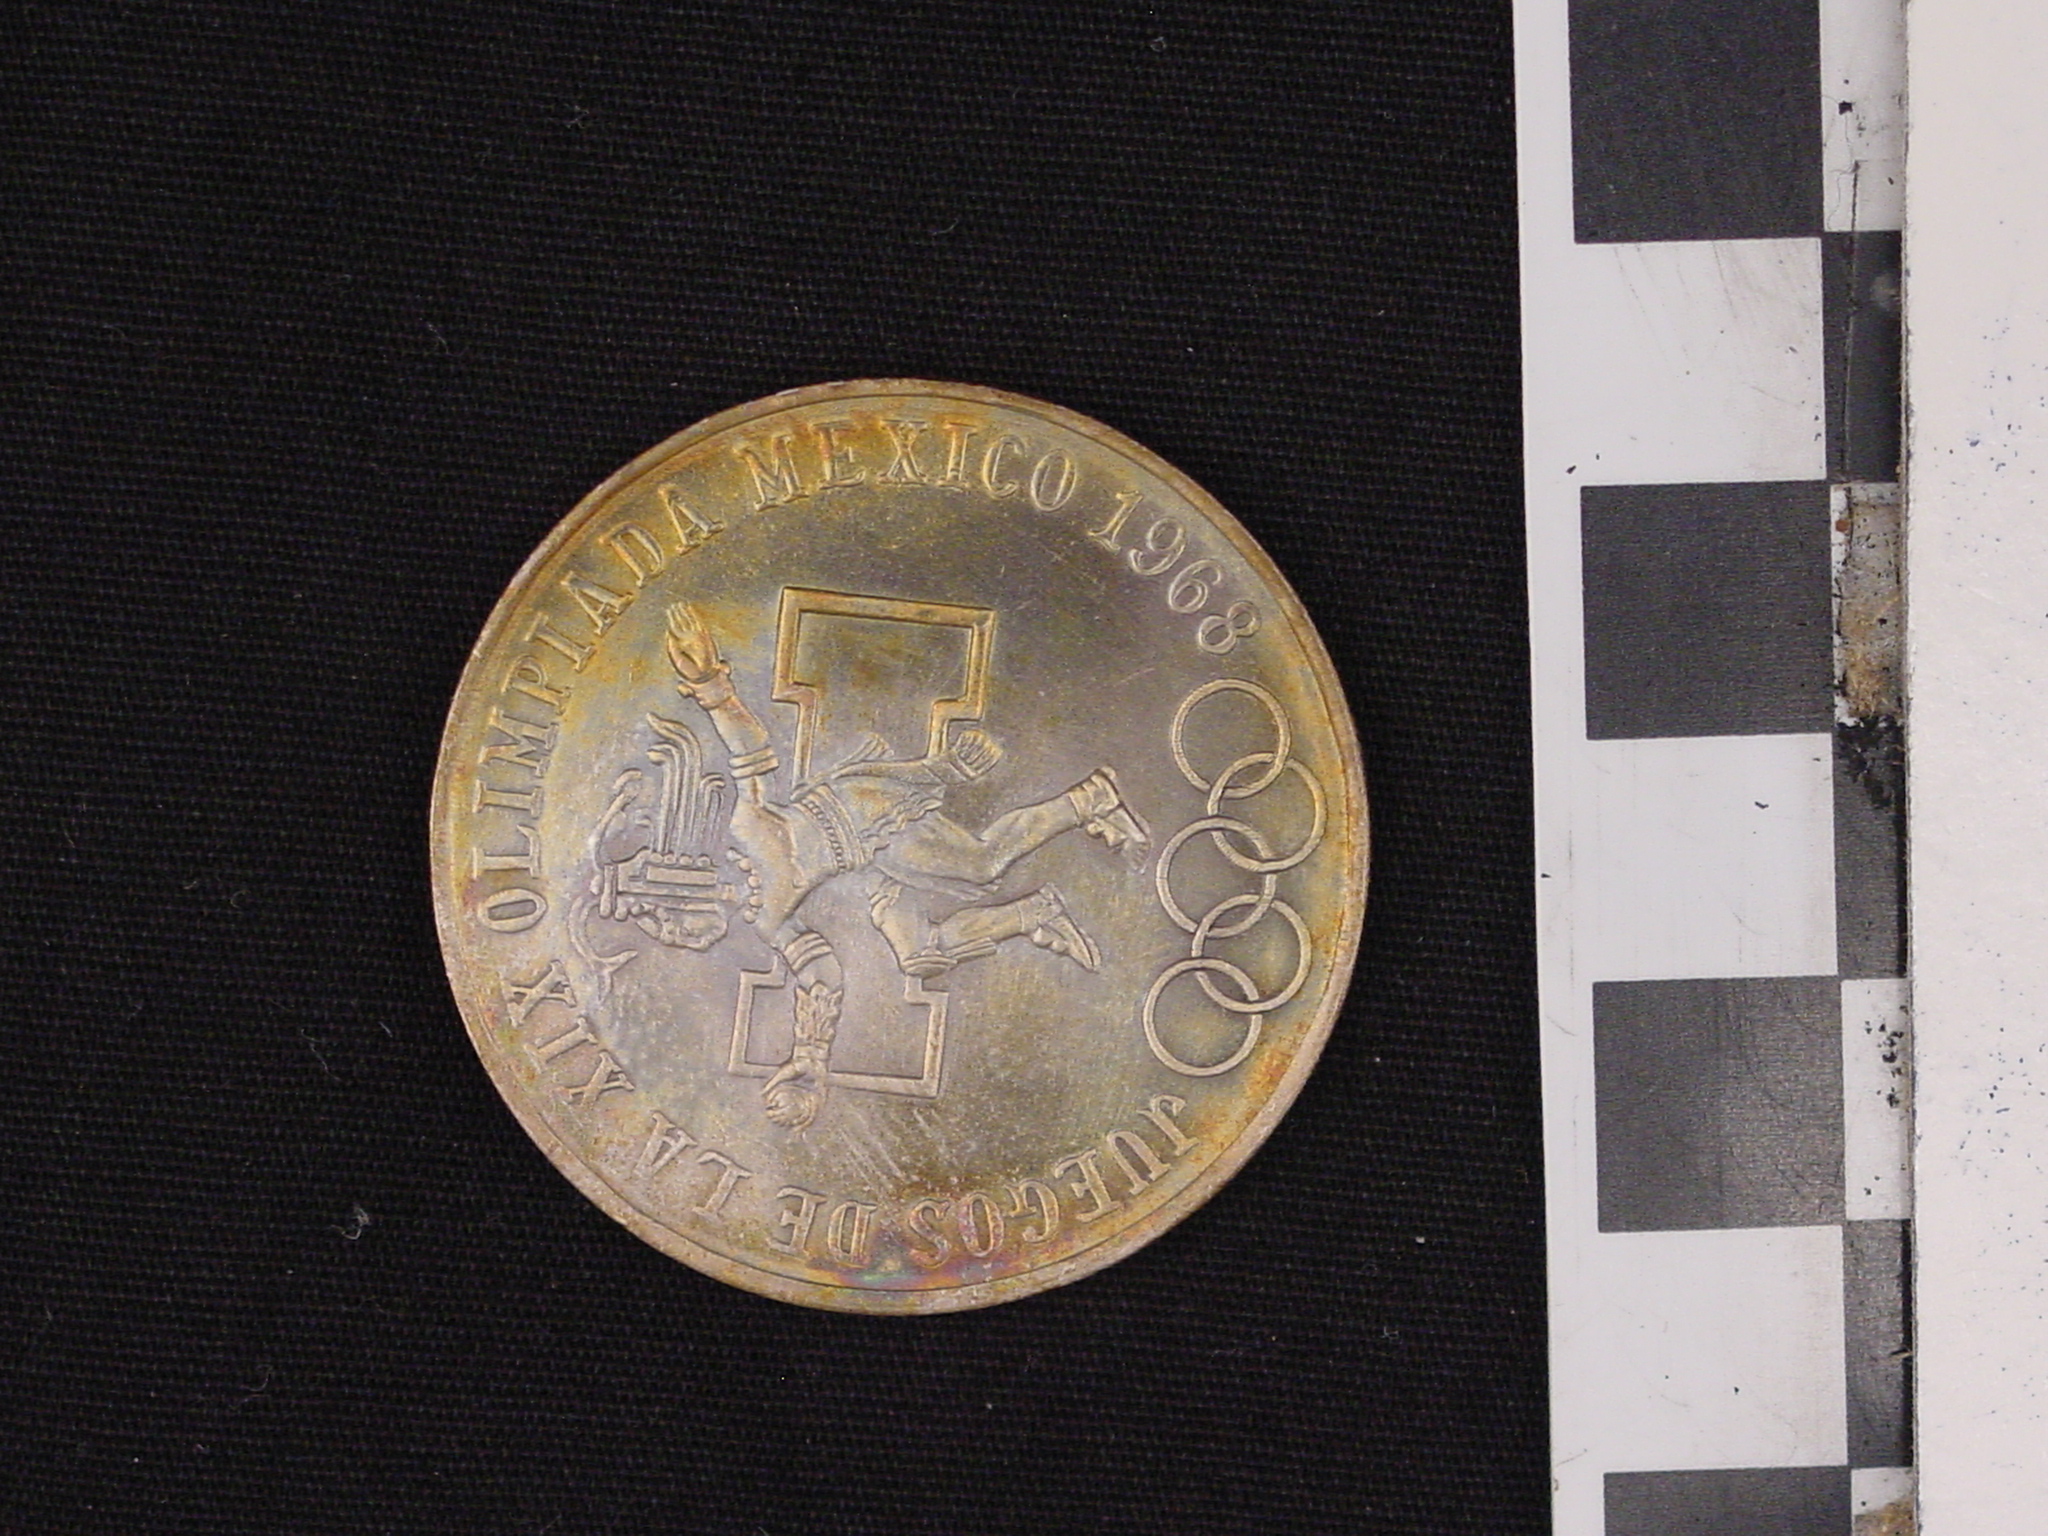 JUEGOS DE LA XIX OLIMPIADA MEXICO 1968